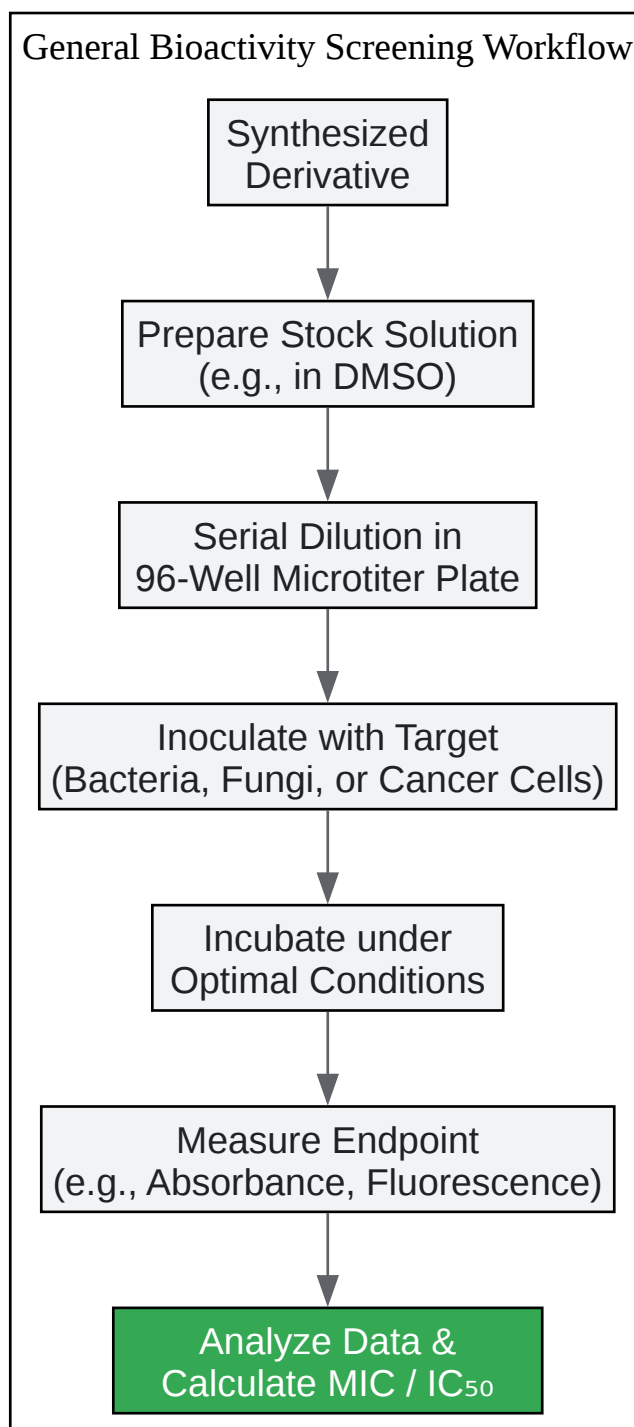 General Bioactivity Screening Workflow
Synthesized
Derivative
Prepare Stock Solution
(e.g., in DMSO)
Serial Dilution in
96-Well Microtiter Plate
Inoculate with Target
(Bacteria, Fungi, or Cancer Cells)
Incubate under
Optimal Conditions
Measure Endpoint
(e.g., Absorbance, Fluorescence)
Analyze Data &
Calculate MIC / IC₅₀